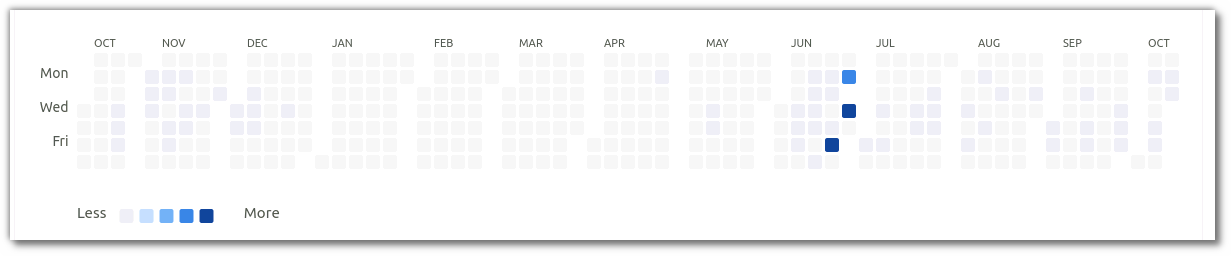 OCT NOV DEC JAN FEB MAR APR MAY JUN JUL AUG SEP OCT
Mon
Wed
Fri
Less More